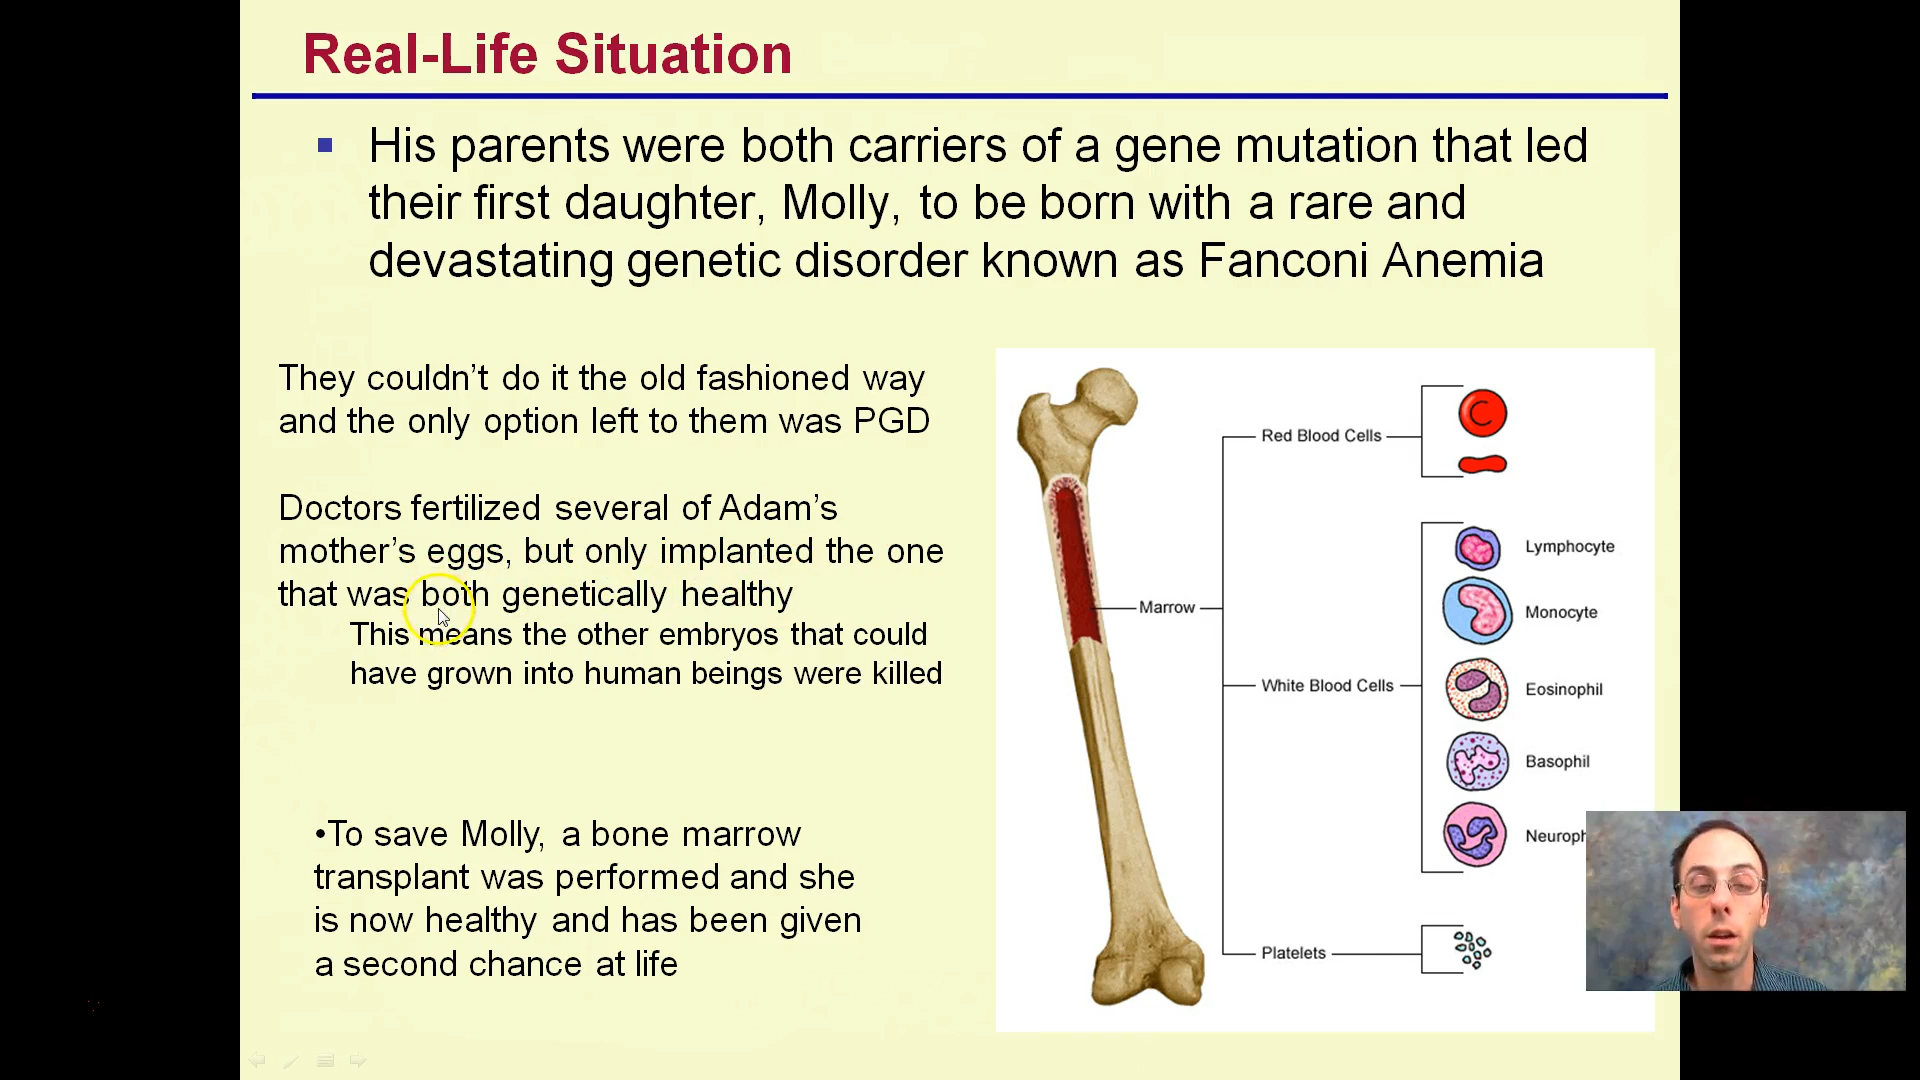 Real-Life Situation
▪ His parents were both carriers of a gene mutation that led
their first daughter, Molly, to be born with a rare and
devastating genetic disorder known as Fanconi Anemia
They couldn’t do it the old fashioned way
and the only option left to them was PGD
Doctors fertilized several of Adam’s
mother’s eggs, but only implanted the one
that was both genetically healthy
This means the other embryos that could
have grown into human beings were killed
•To save Molly, a bone marrow
transplant was performed and she
is now healthy and has been given
a second chance at life
Marrow
Red Blood Cells
White Blood Cells
Lymphocyte
Monocyte
Eosinophil
Basophil
Platelets